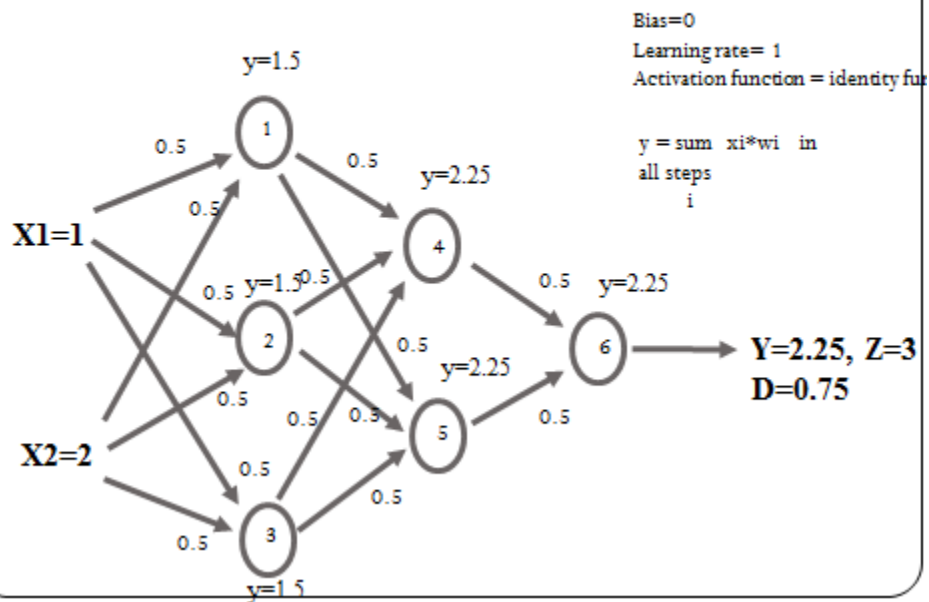 Bias=0
Learning rate= 1
Activation function = identity fu
y = sum xi*wi in
all steps
i
y=1.5
1
0.5
0.5
0.5
y=2.25
4
X1=1
0.5
y=1.5
0.5
2
0.5
y=2.25
6
0.5
y=2.25
Y=2.25, Z=3
D=0.75
0.5
0.5
0.5
0.5
5
X2=2
0.5
0.5
0.5
3
y=1.5